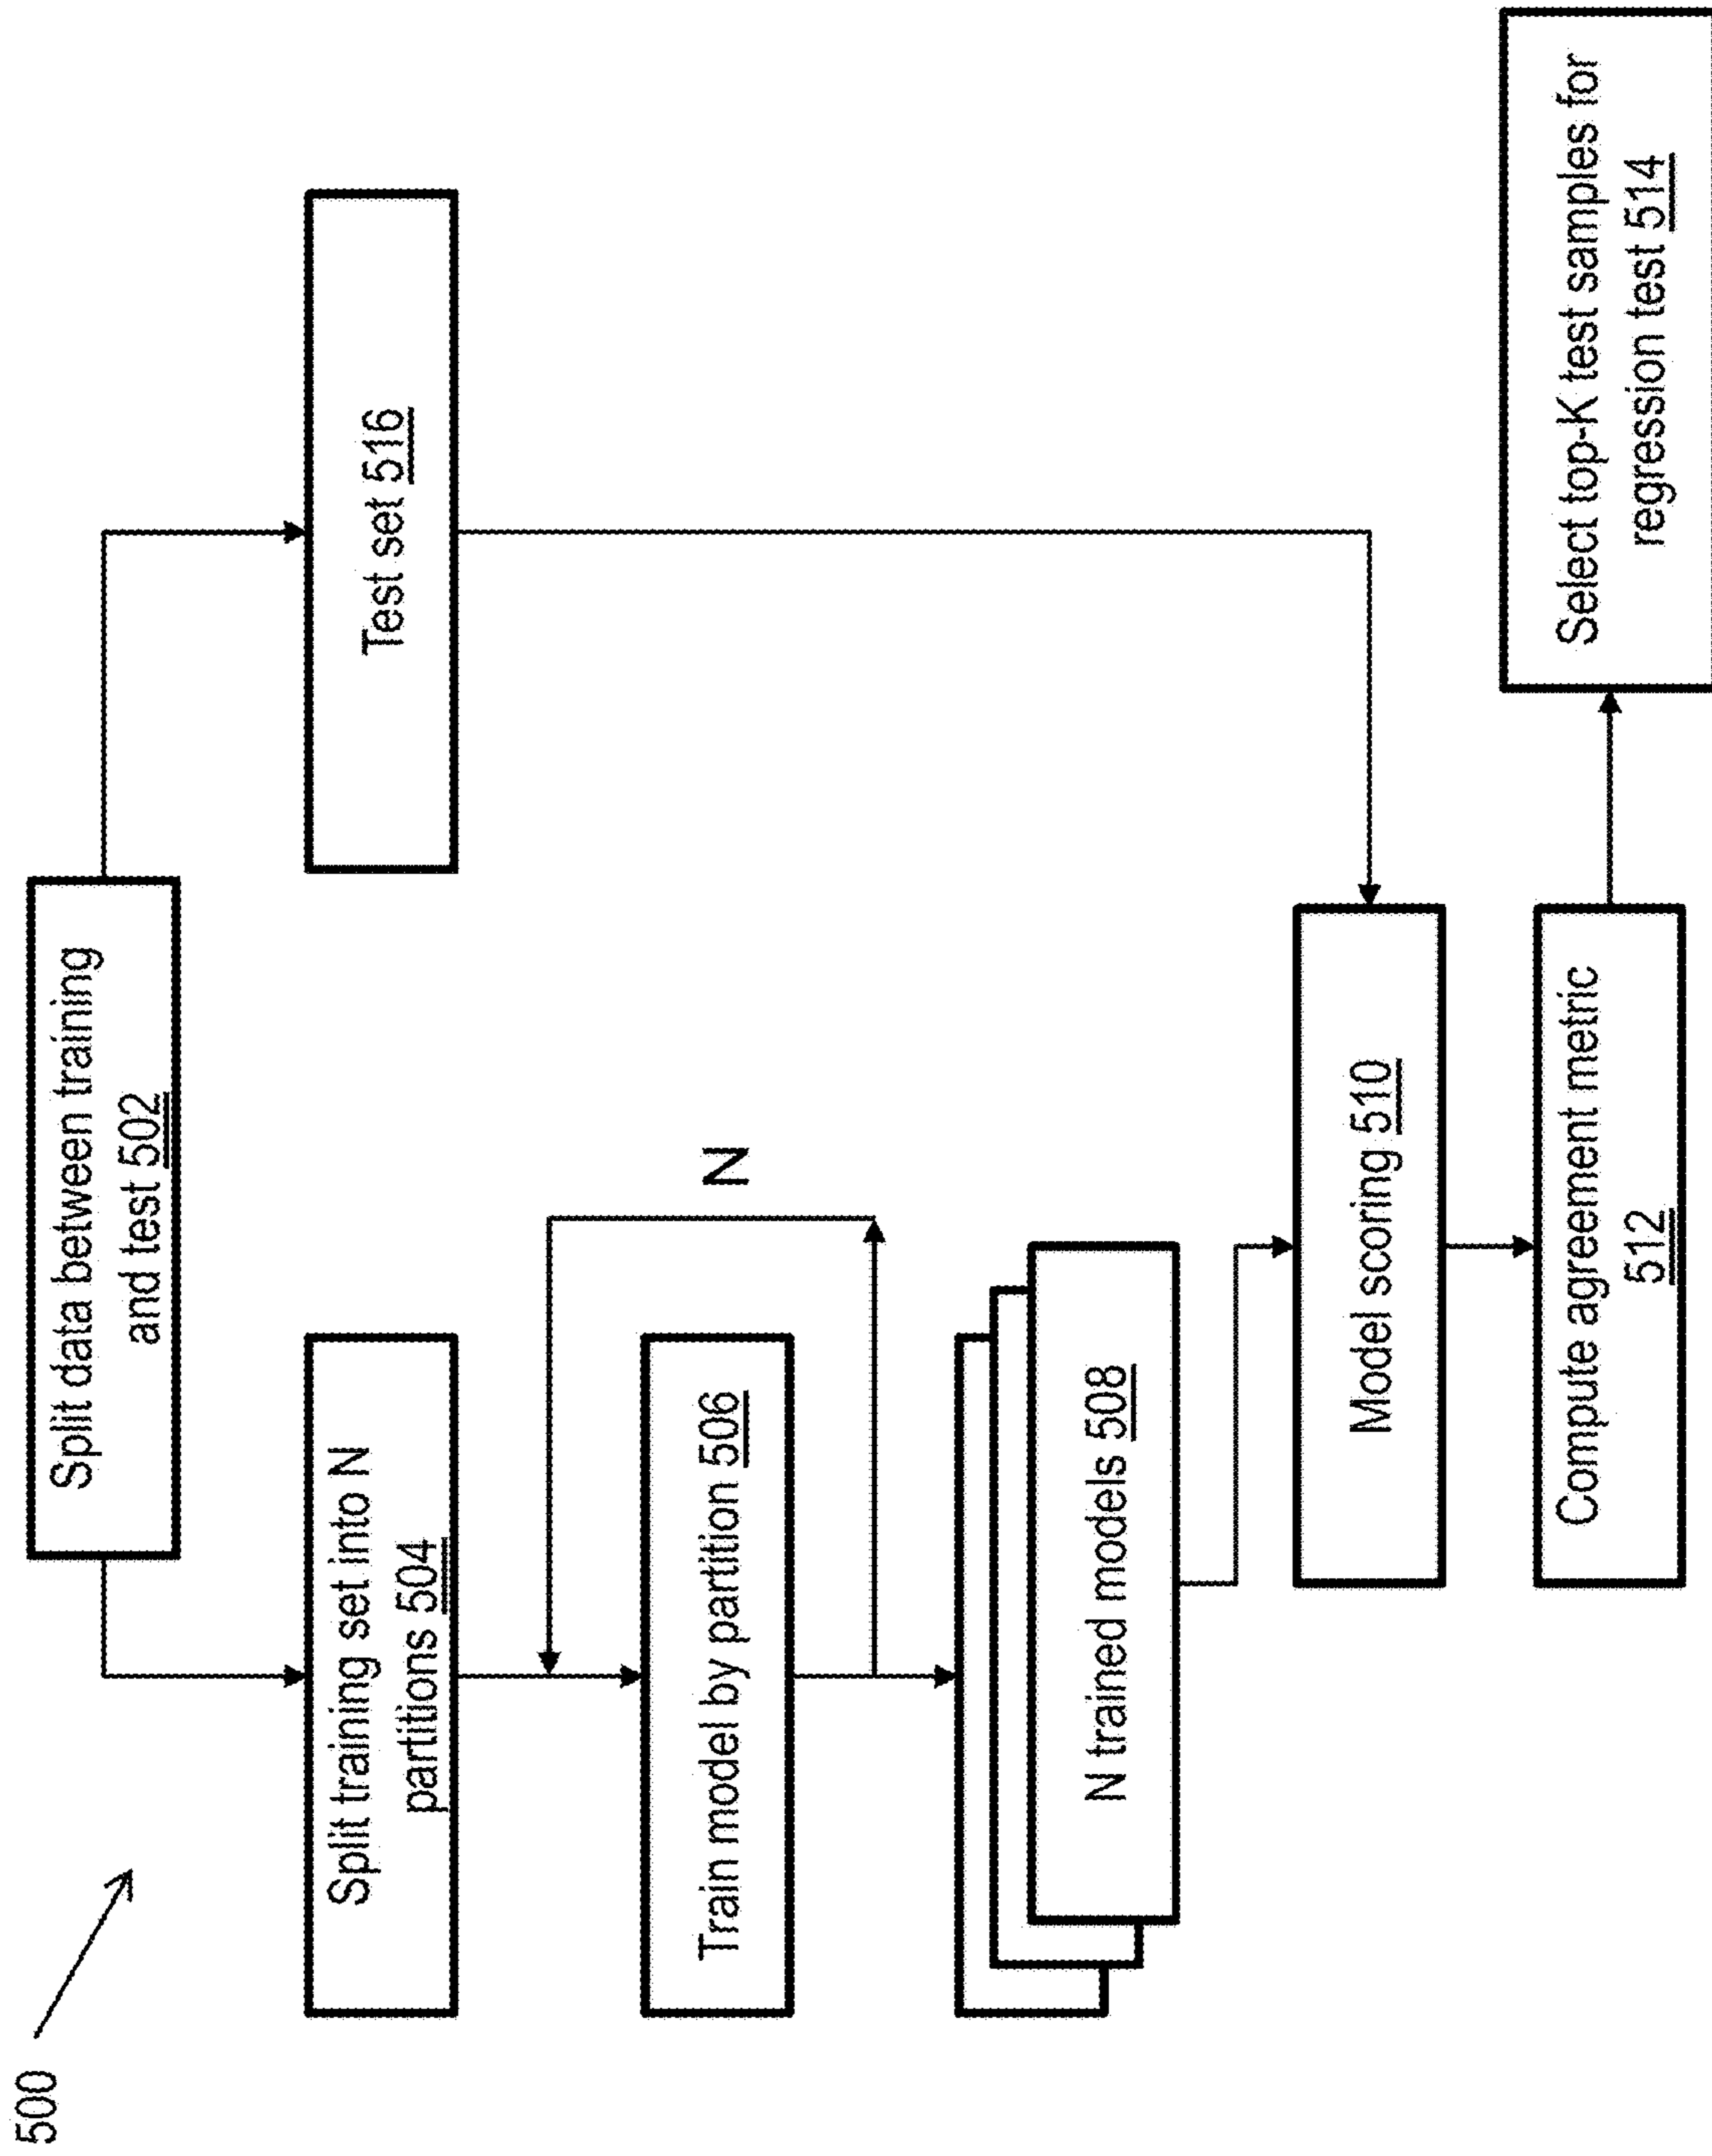 500
Split data between training
and test 502
Split training set into N
partitions 504
Test set 516
N
Train model by partition 506
N trained models 508
Model scoring 510
Compute agreement metric
512
Select top-K test samples for
regression test 514